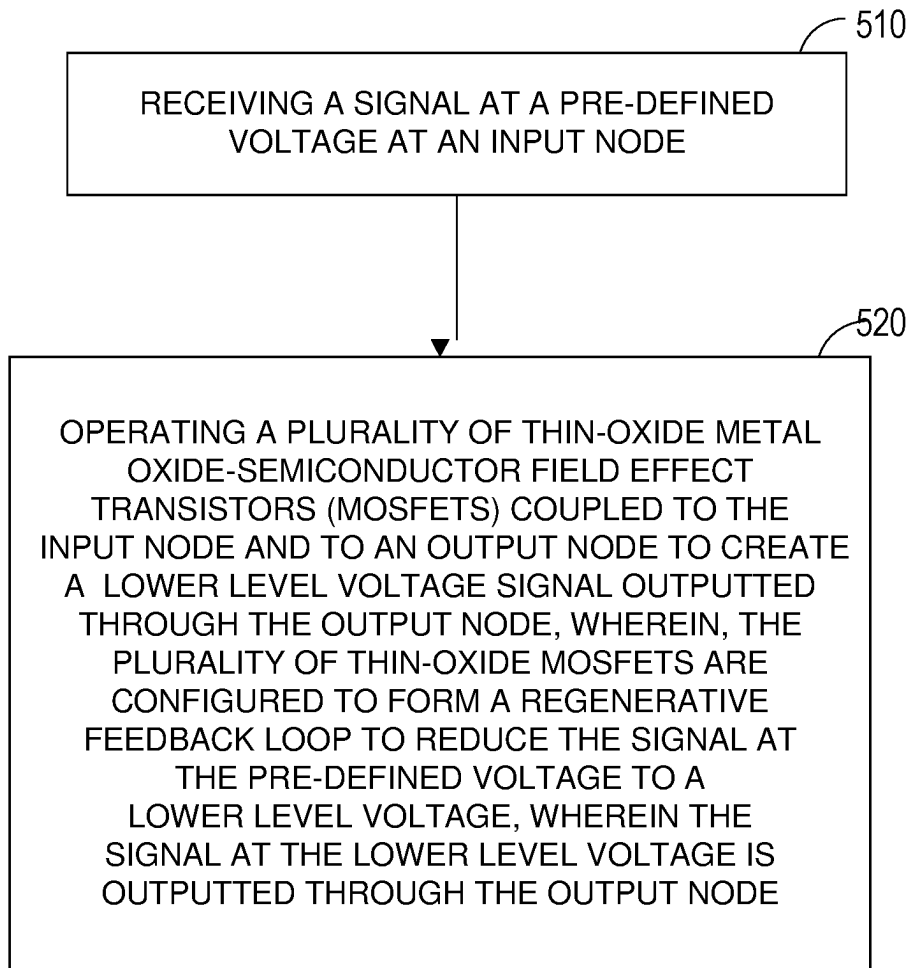 510
RECEIVING A SIGNAL AT A PRE-DEFINED
VOLTAGE AT AN INPUT NODE
520
OPERATING A PLURALITY OF THIN-OXIDE METAL
OXIDE-SEMICONDUCTOR FIELD EFFECT
TRANSISTORS (MOSFETS) COUPLED TO THE
INPUT NODE AND TO AN OUTPUT NODE TO CREATE
A LOWER LEVEL VOLTAGE SIGNAL OUTPUTTED
THROUGH THE OUTPUT NODE, WHEREIN, THE
PLURALITY OF THIN-OXIDE MOSFETS ARE
CONFIGURED TO FORM A REGENERATIVE
FEEDBACK LOOP TO REDUCE THE SIGNAL AT
THE PRE-DEFINED VOLTAGE TO A
LOWER LEVEL VOLTAGE, WHEREIN THE
SIGNAL AT THE LOWER LEVEL VOLTAGE IS
OUTPUTTED THROUGH THE OUTPUT NODE